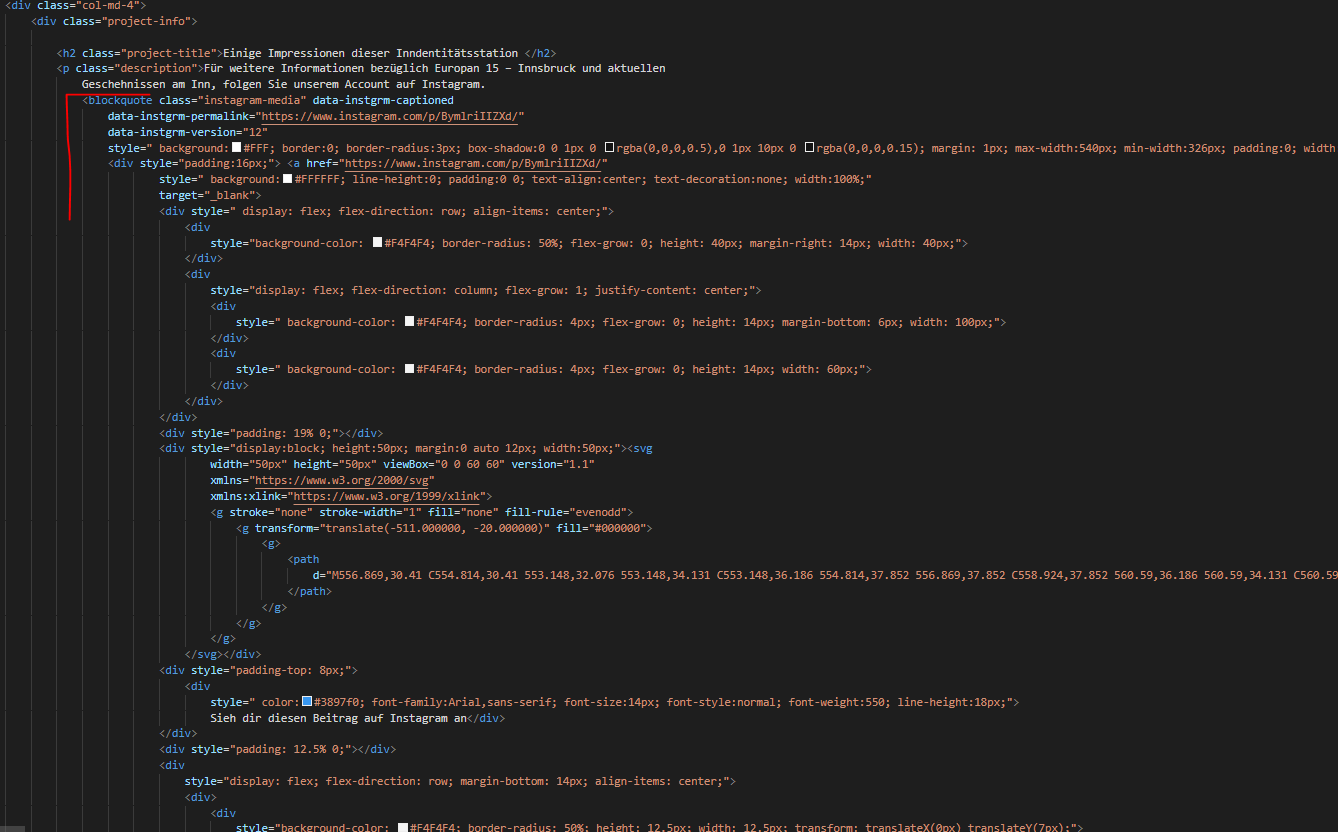 <div class="col-md-4">
<div class="project-info">
<h2 class="project-title">Einige Impressionen dieser Inndentitätsstation </h2>
<p class="description">Für weitere Informationen bezüglich Europan 15 – Innsbruck und aktuellen
Geschehnissen am Inn, folgen Sie unserem Account auf Instagram.
<blockquote class="instagram-media" data-instgrm-captioned
data-instgrm-permalink="https://www.instagram.com/p/BymlriIIZXd/"
data-instgrm-version="12"
style=" background:#FFF; border:0; border-radius:3px; box-shadow:0 0 1px 0 rgba(0,0,0,0.5),0 1px 10px 0 rgba(0,0,0,0.15); margin: 1px; max-width:540px; min-width:326px; padding:0; width
<div style="padding:16px;"> <a href="https://www.instagram.com/p/BymlriIIZXd/"
style=" background:#FFFFFF; line-height:0; padding:0 0; text-align:center; text-decoration:none; width:100%;"
target="_blank">
<div style=" display: flex; flex-direction: row; align-items: center;">
<div
style="background-color: #F4F4F4; border-radius: 50%; flex-grow: 0; height: 40px; margin-right: 14px; width: 40px;">
</div>
<div
style="display: flex; flex-direction: column; flex-grow: 1; justify-content: center;">
<div
style=" background-color: #F4F4F4; border-radius: 4px; flex-grow: 0; height: 14px; margin-bottom: 6px; width: 100px;">
</div>
<div
style=" background-color: #F4F4F4; border-radius: 4px; flex-grow: 0; height: 14px; width: 60px;">
</div>
</div>
</div>
<div style="padding: 19% 0;"></div>
<div style="display:block; height:50px; margin:0 auto 12px; width:50px;"><svg
width="50px" height="50px" viewBox="0 0 60 60" version="1.1"
xmlns="https://www.w3.org/2000/svg"
xmlns:xlink="https://www.w3.org/1999/xlink">
<g stroke="none" stroke-width="1" fill="none" fill-rule="evenodd">
<g transform="translate(-511.000000, -20.000000)" fill="#000000">
<g>
<path
d="M556.869,30.41 C554.814,30.41 553.148,32.076 553.148,34.131 C553.148,36.186 554.814,37.852 556.869,37.852 C558.924,37.852 560.59,36.186 560.59,34.131 C560.59
</path>
</g>
</g>
</g>
</svg></div>
<div style="padding-top: 8px;">
<div
style=" color:#3897f0; font-family:Arial,sans-serif; font-size:14px; font-style:normal; font-weight:550; line-height:18px;">
Sieh dir diesen Beitrag auf Instagram an</div>
</div>
<div style="padding: 12.5% 0;"></div>
<div
style="display: flex; flex-direction: row; margin-bottom: 14px; align-items: center;">
<div>
<div
style="background-color: #F4F4F4; border-radius: 50%; height: 12.5px; width: 12.5px; transform: translateX(0px) translateY(7px);">